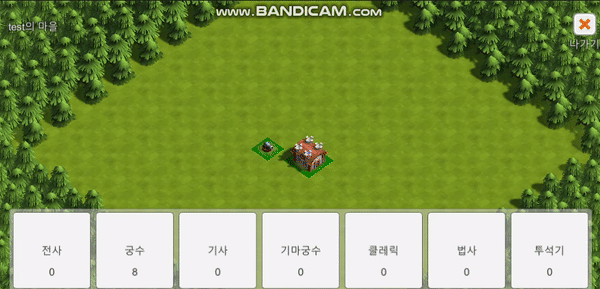 www.BANDICAM.com
test의 마을
나가기
전사 궁수 기사 기마궁수 클레릭 법사 투석기
0 8 0 0 0 0 0